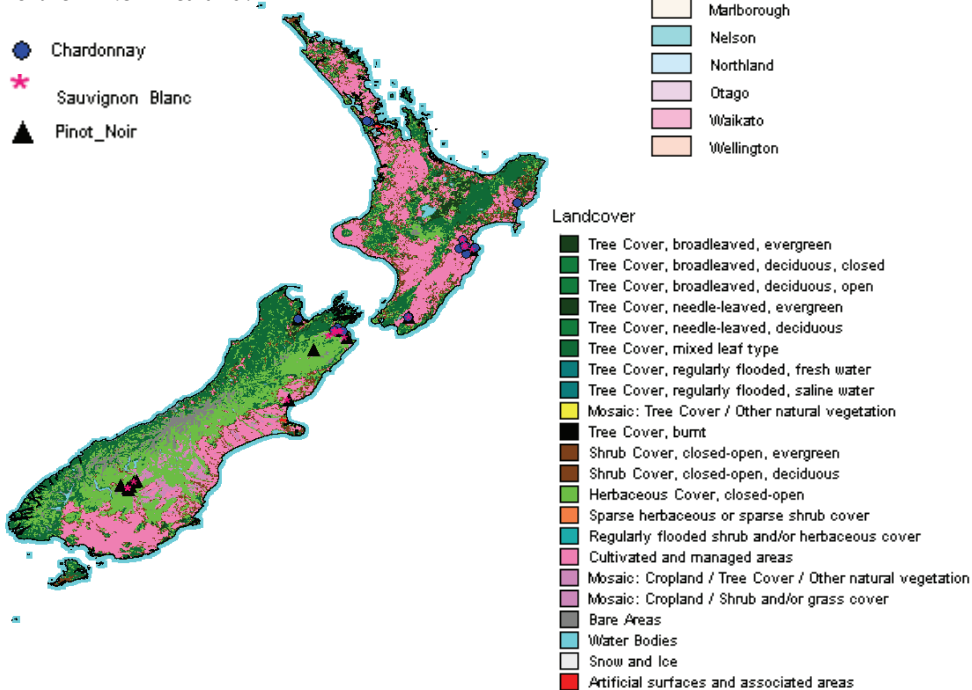 Chardonnay
Sauvignon Blanc
Pinot_Noir
Marlborough
Nelson
Northland
Otago
Waikato
Wellington
Landcover
Tree Cover, broadleaved, evergreen
Tree Cover, broadleaved, deciduous, closed
Tree Cover, broadleaved, deciduous, open
Tree Cover, needle-leaved, evergreen
Tree Cover, needle-leaved, deciduous
Tree Cover, mixed leaf type
Tree Cover, regularly flooded, fresh water
Tree Cover, regularly flooded, saline water
Mosaic: Tree Cover / Other natural vegetation
Tree Cover, burnt
Shrub Cover, closed-open, evergreen
Shrub Cover, closed-open, deciduous
Herbaceous Cover, closed-open
Sparse herbaceous or sparse shrub cover
Regularly flooded shrub and/or herbaceous cover
Cultivated and managed areas
Mosaic: Cropland / Tree Cover / Other natural vegetation
Mosaic: Cropland / Shrub and/or grass cover
Bare Areas
Water Bodies
Snow and Ice
Artificial surfaces and associated areas